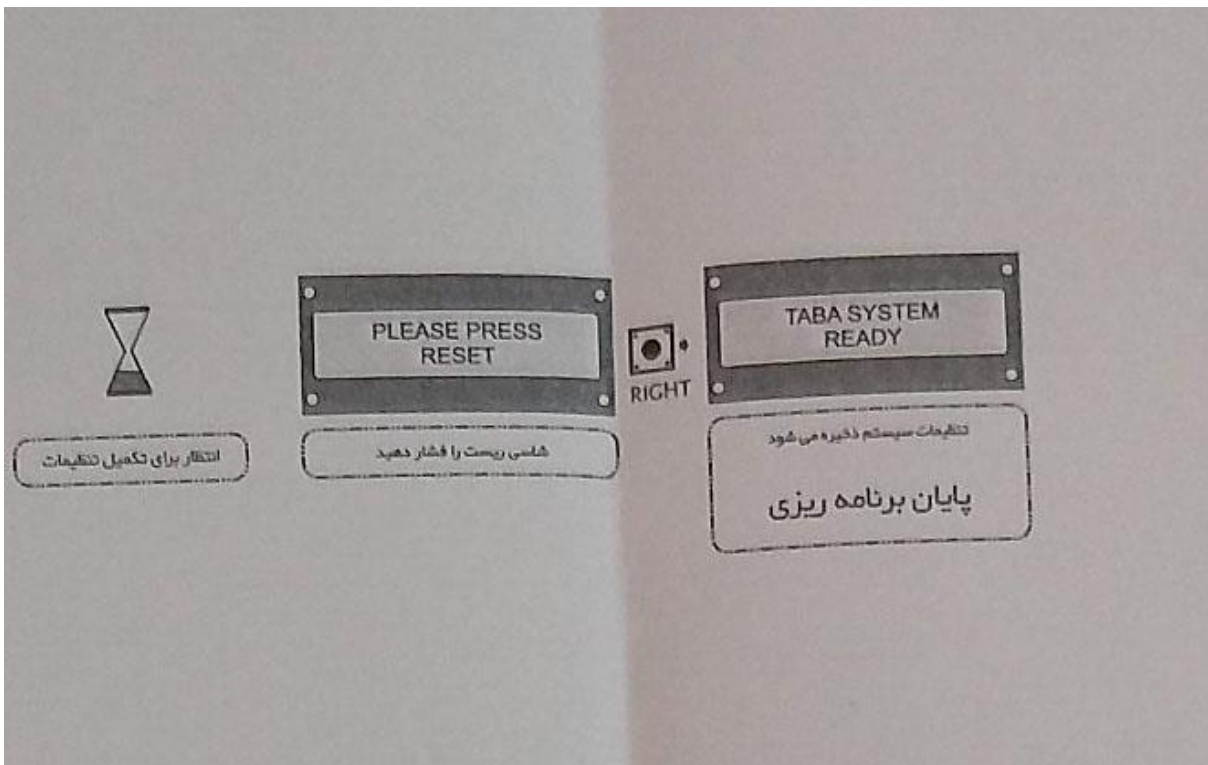 انتظار برای تکمیل تنظیمات
PLEASE PRESS
RESET
شاسی ریست را فشار دهید
RIGHT
TABA SYSTEM
READY
تنظیمات سیستم ذخیره می شود
پایان برنامه ریزی